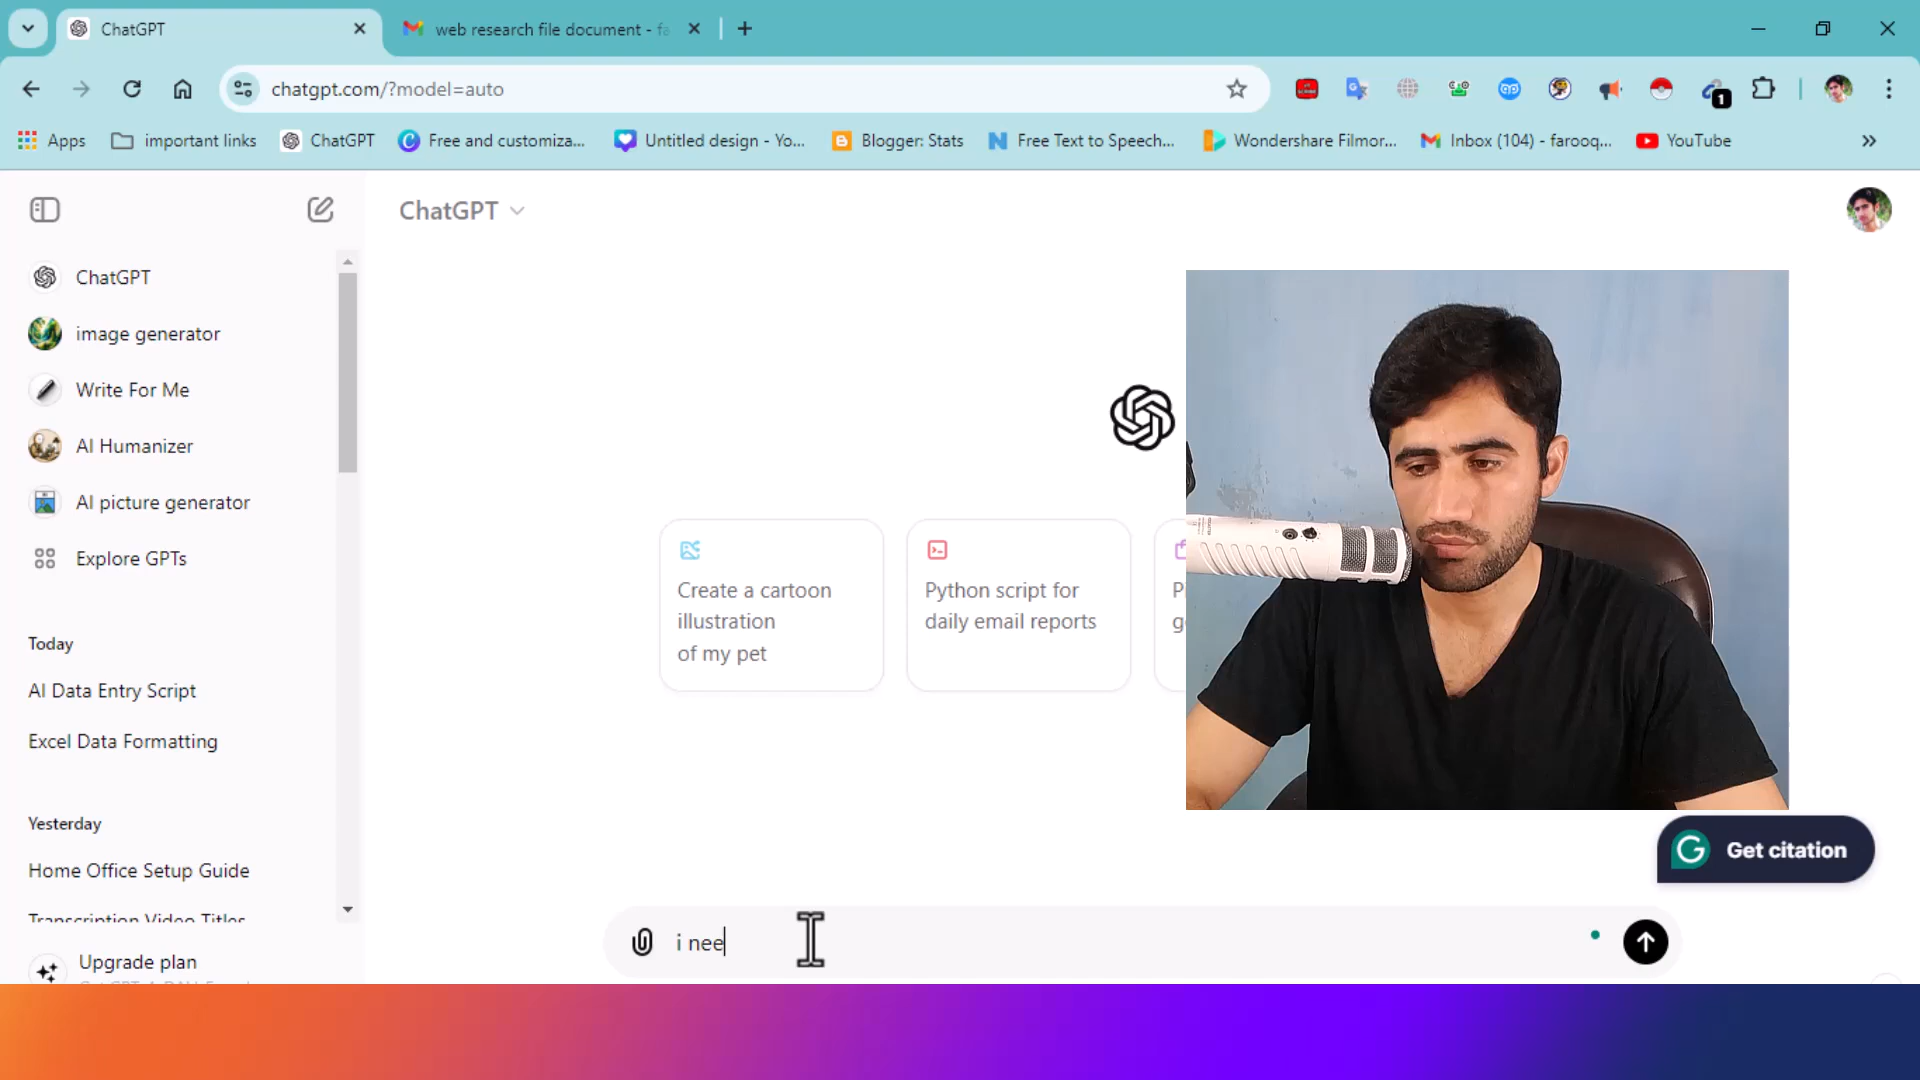 ChatGPT
web research file document - fa
chatgpt.com/?model=auto
1
Apps
important links
ChatGPT
Free and customiza...
Untitled design - Yo...
Blogger: Stats
Free Text to Speech...
Wondershare Filmor...
Inbox (104) - farooq...
YouTube
ChatGPT
ChatGPT
image generator
Write For Me
AI Humanizer
AI picture generator
Explore GPTs
Today
AI Data Entry Script
Excel Data Formatting
Yesterday
Home Office Setup Guide
Transcription Video Titles
Upgrade plan
Create a cartoon
illustration
of my pet
Python script for
daily email reports
Get citation
i nee